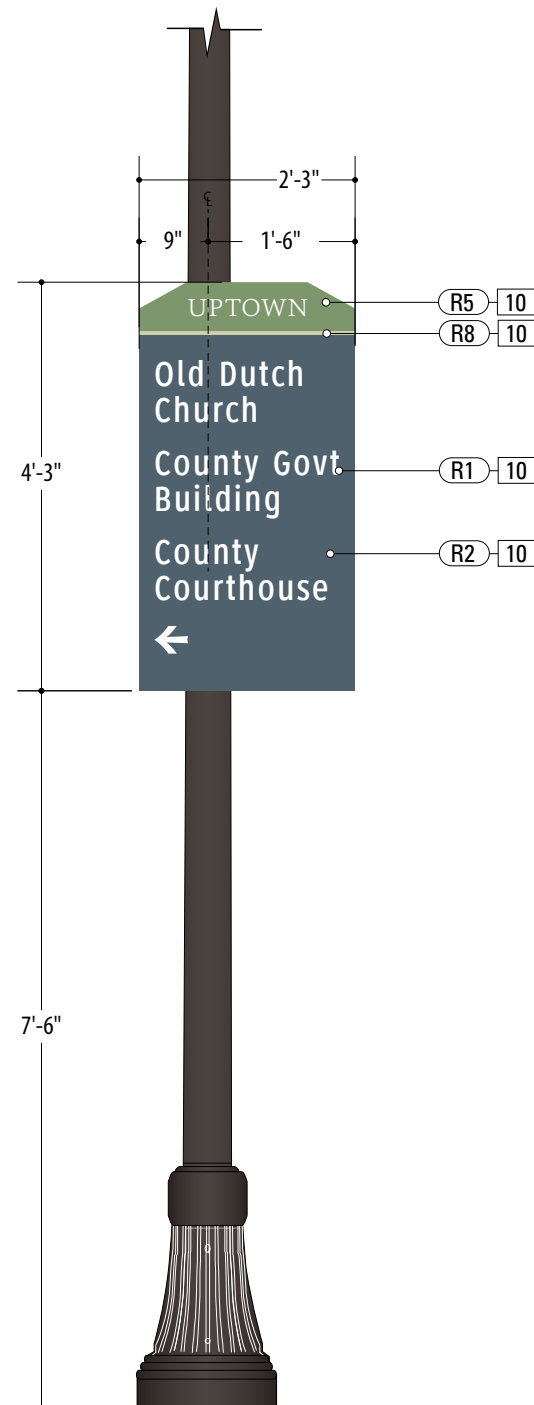 2'-3"
℄
9" 1'-6"
UPTOWN
R5 10
R8 10
Old Dutch
Church
4'-3"
County Govt
R1 10
Building
County
R2 10
Courthouse
←
7'-6"